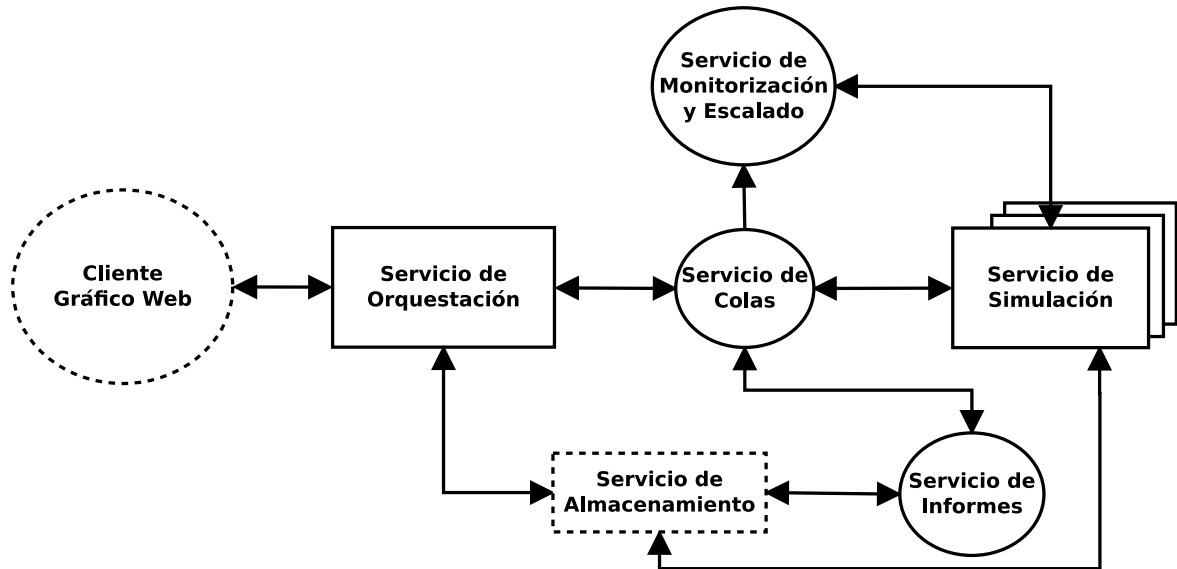 Servicio de
Monitorización
y Escalado
Cliente
Gráfico Web
Servicio de
Orquestación
Servicio de
Colas
Servicio de
Simulación
Servicio de
Almacenamiento
Servicio de
Informes